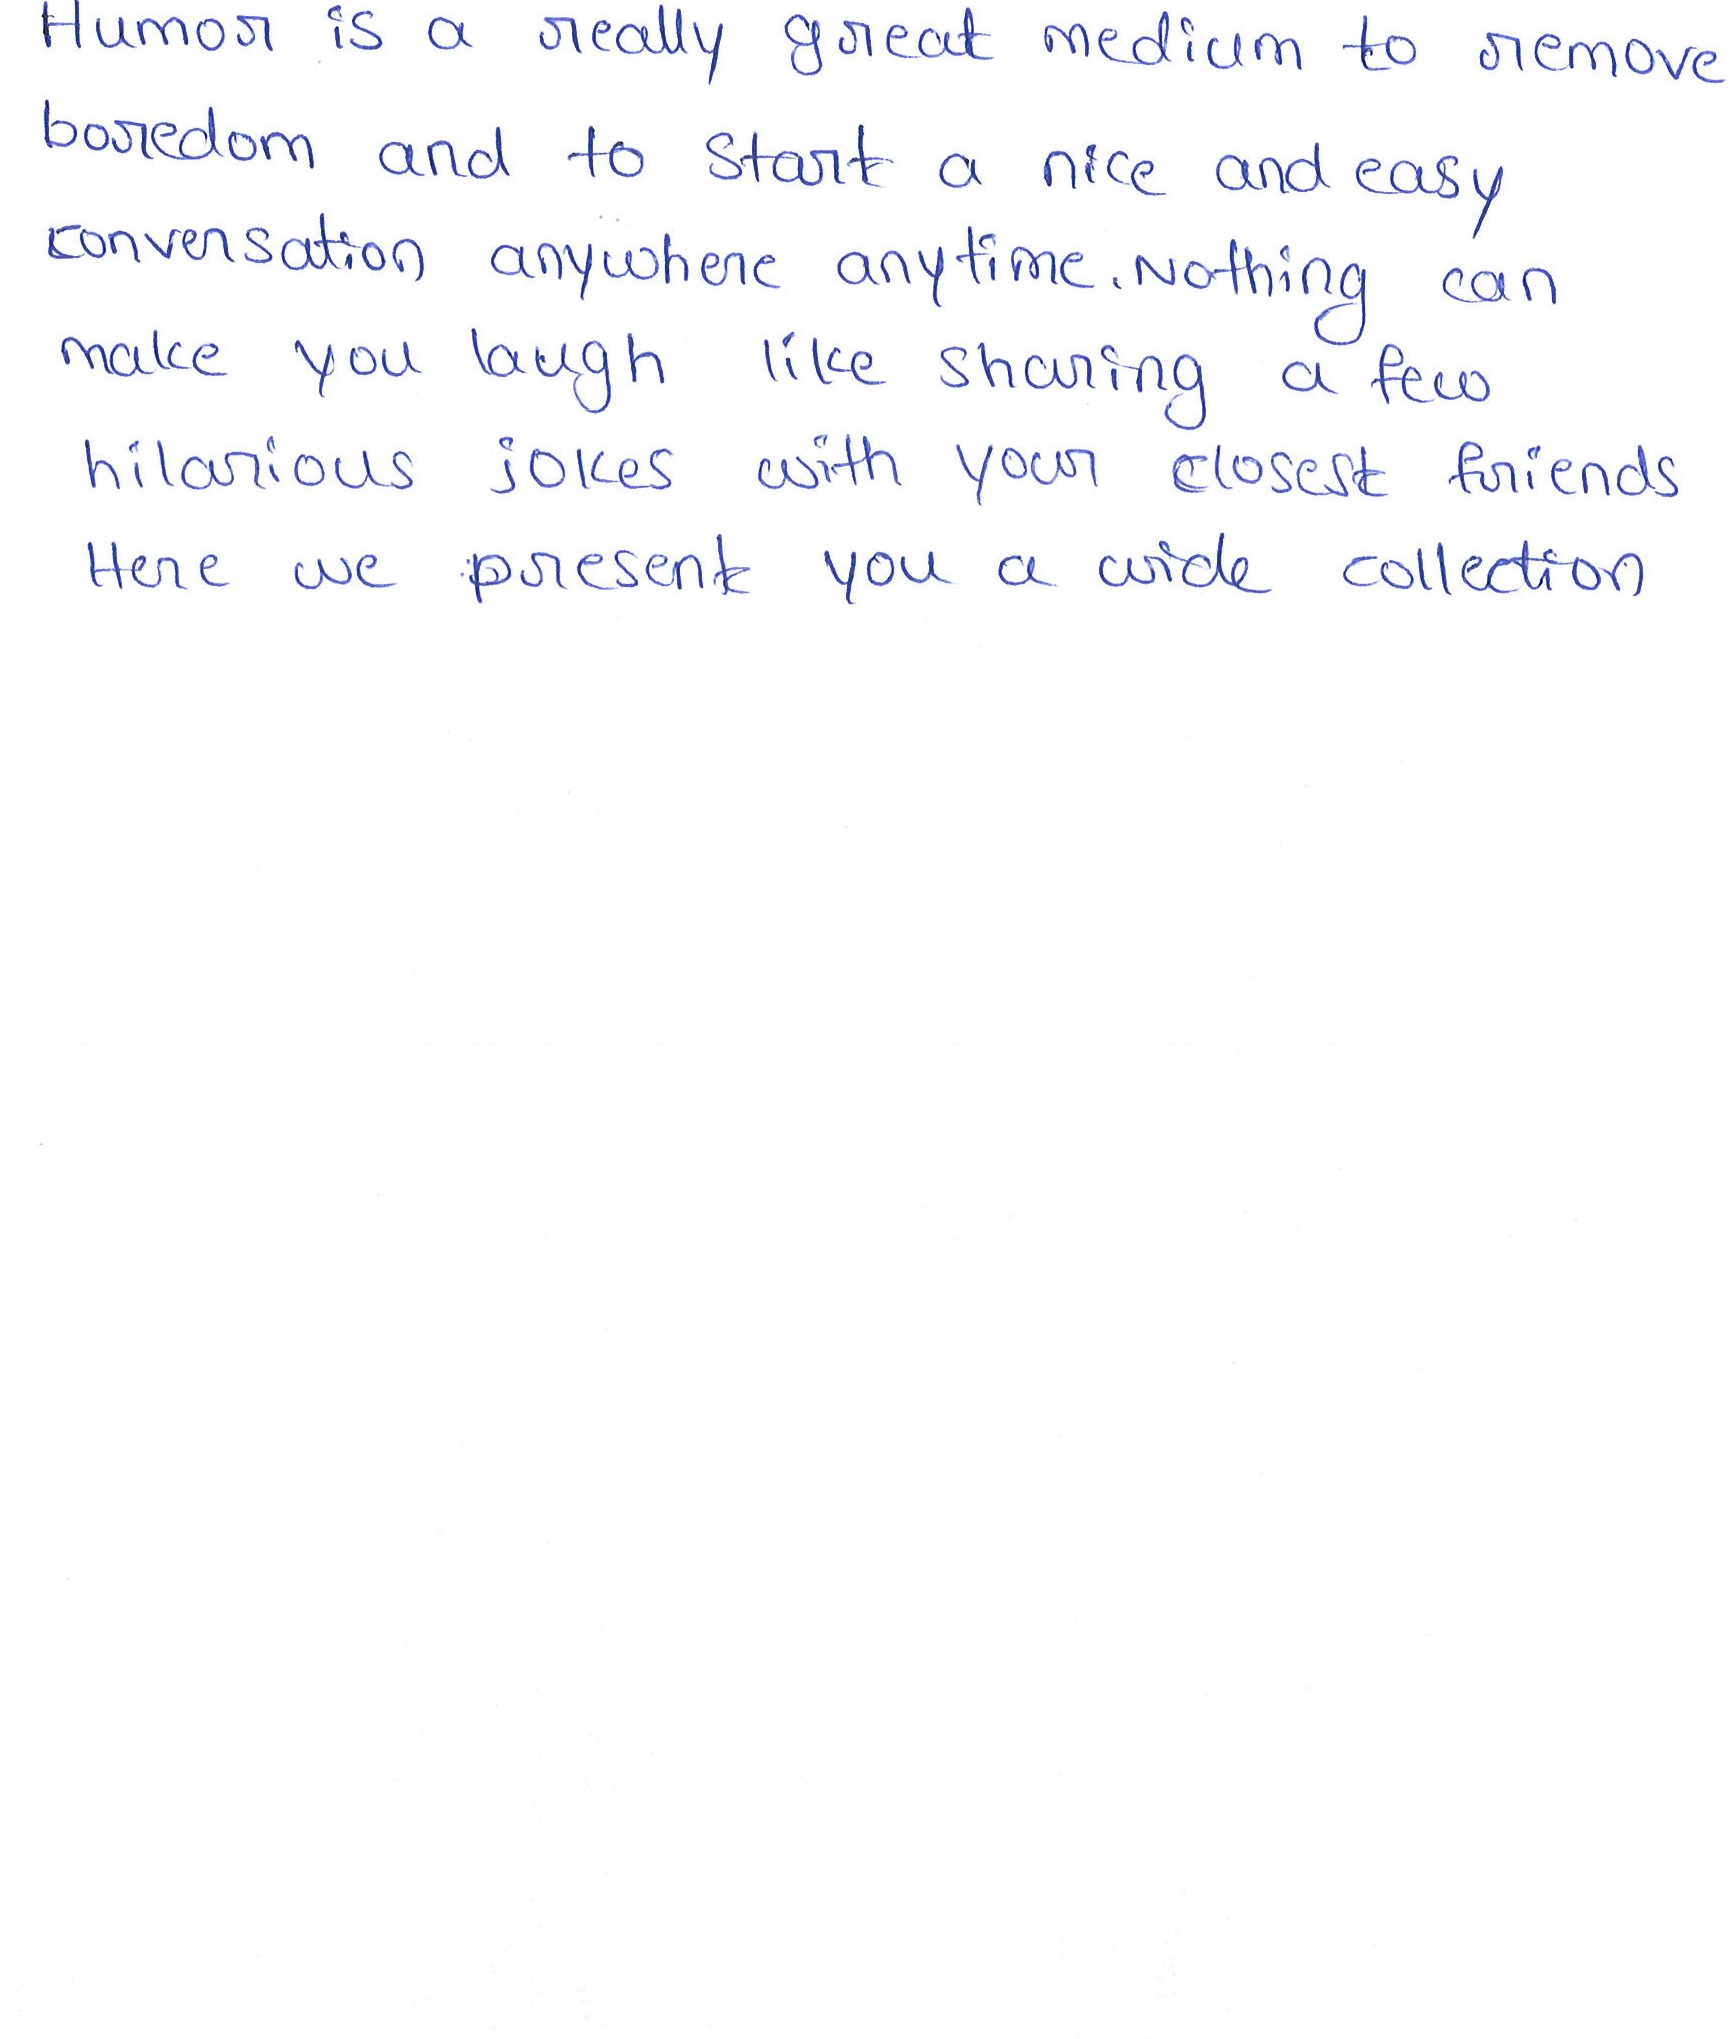 Humor is a really great medium to remove
boredom and to start a nice and easy
conversation anywhere anytime. Nothing can
make you laugh like sharing a few
hilarious jokes with your closest friends
Here we present you a wide collection